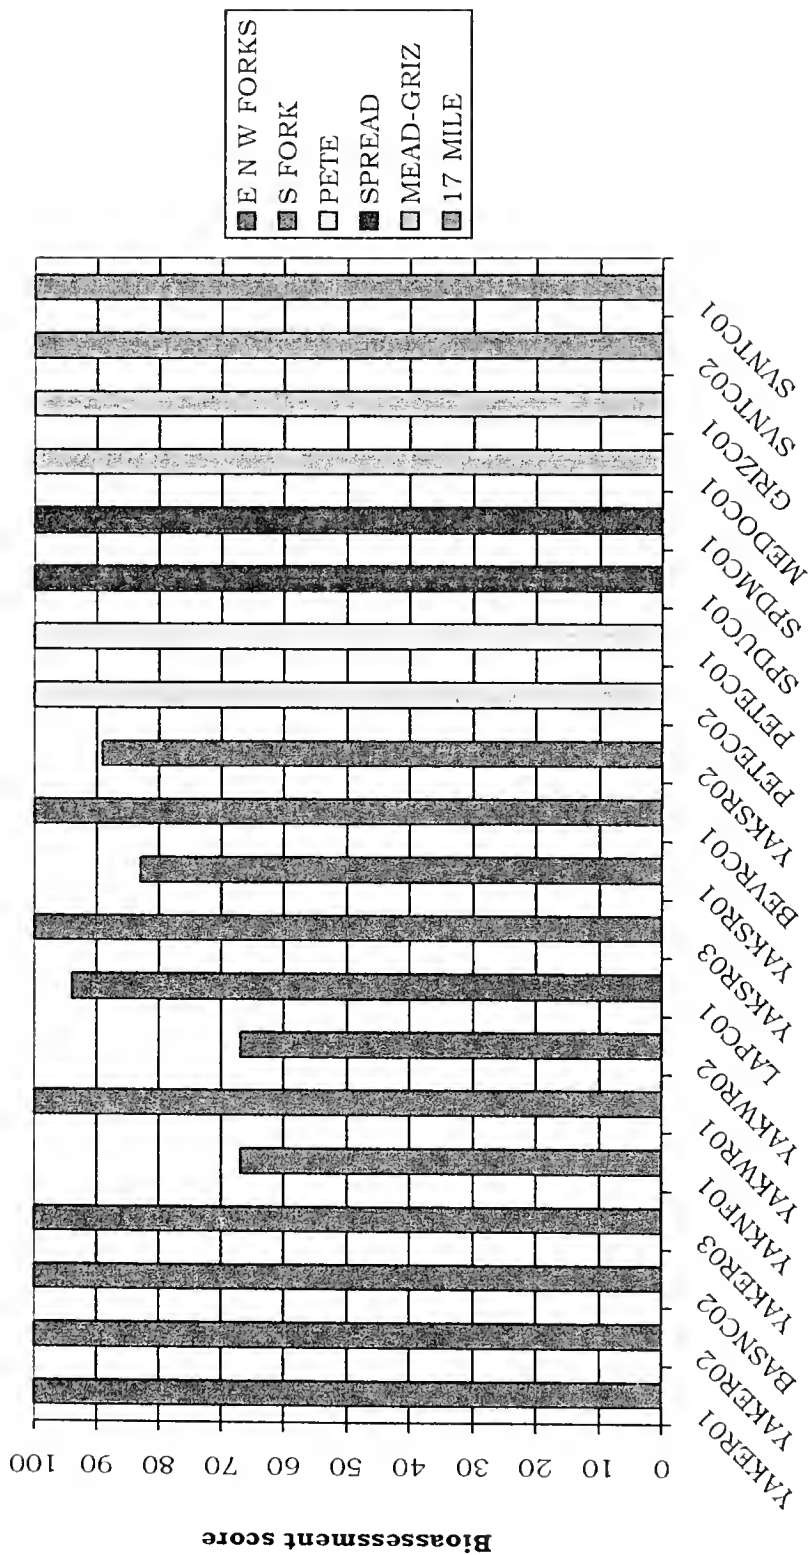 Bioassessment score
100
90
80
70
60
50
40
30
20
10
0
YAKER01
YAKER02
BASNC02
YAKER03
YAKNF01
YAKWR01
YAKWR02
LAPC01
YAKSR03
YAKSR01
BEVRC01
YAKSR02
PETEC02
PETEC01
SPDUC01
SPDMC01
MEDOC01
GRIZC01
SVNTC02
SVNTC01
E N W FORKS
S FORK
PETE
SPREAD
MEAD-GRIZ
17 MILE